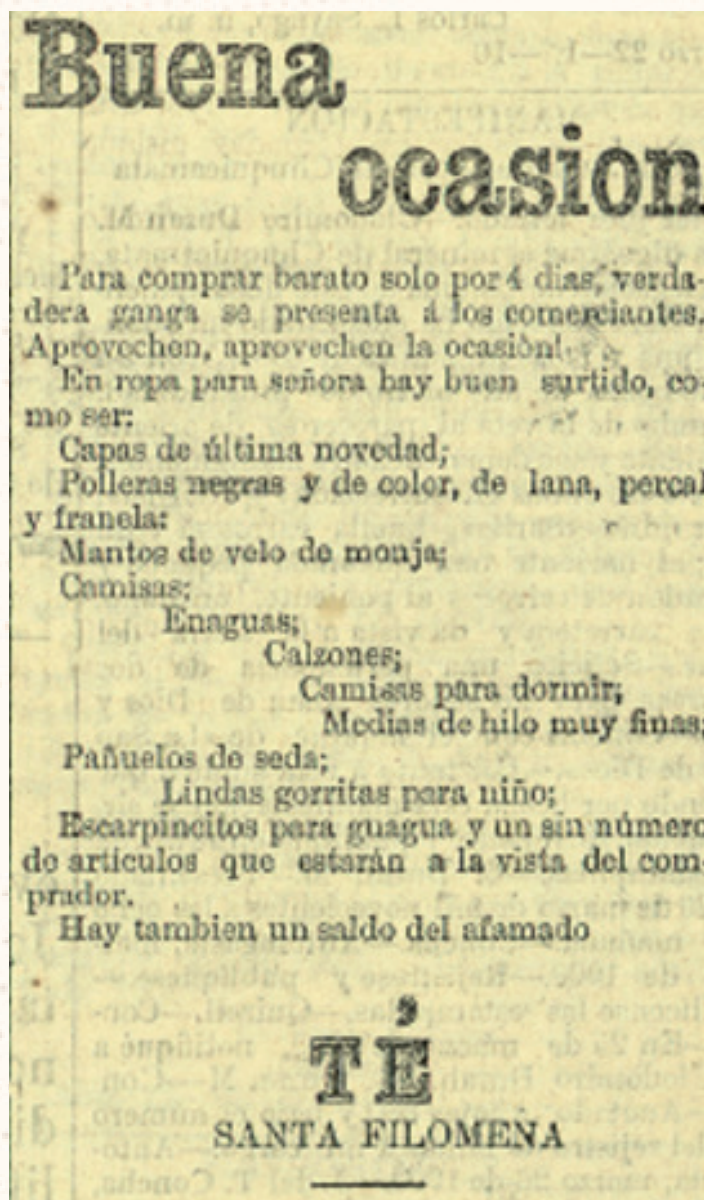 Buena
ocasion
Para comprar barato solo por 4 dias, verda-
dera ganga se presenta á los comerciantes.
Aprovechen, aprovechen la ocasión!
En ropa para señora hay buen surtido, co-
mo ser:
Capas de última novedad;
Polleras negras y de color, de lana, percal
y franela:
Mantos de velo de monja;
Camisas;
Enaguas;
Calzones;
Camisas para dormir;
Medias de hilo muy finas;
Pañuelos de seda;
Lindas gorritas para niño;
Escarpincitos para guagua y un sin número
de artículos que estarán a la vista del com-
prador.
Hay tambien un saldo del afamado
TÉ
SANTA FILOMENA